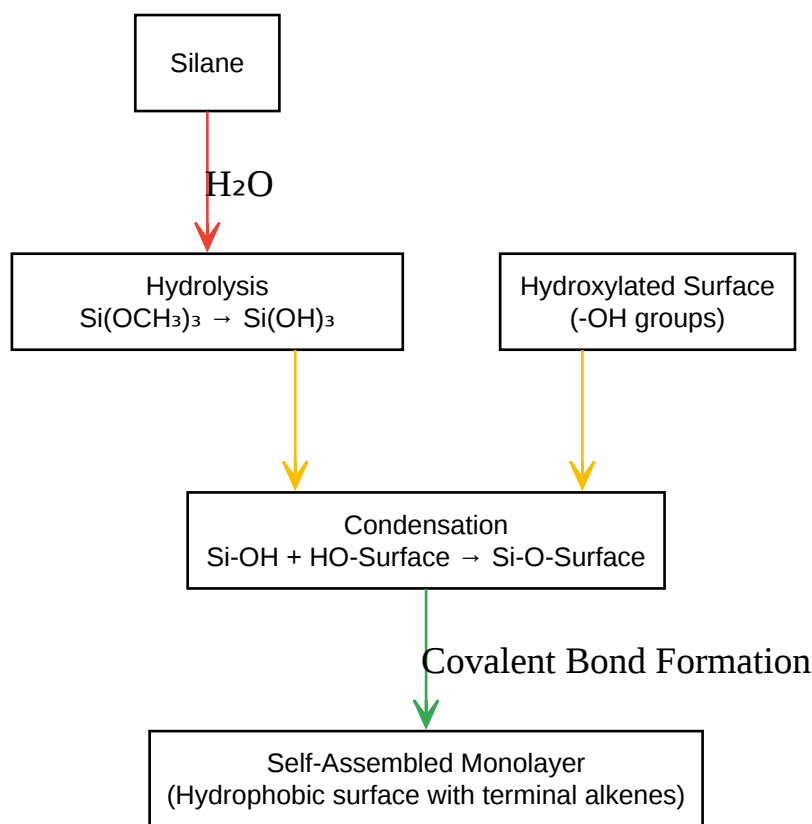 Silane
H₂O
Hydrolysis
Si(OCH₃)₃ → Si(OH)₃
Hydroxylated Surface
(-OH groups)
Condensation
Si-OH + HO-Surface → Si-O-Surface
Covalent Bond Formation
Self-Assembled Monolayer
(Hydrophobic surface with terminal alkenes)